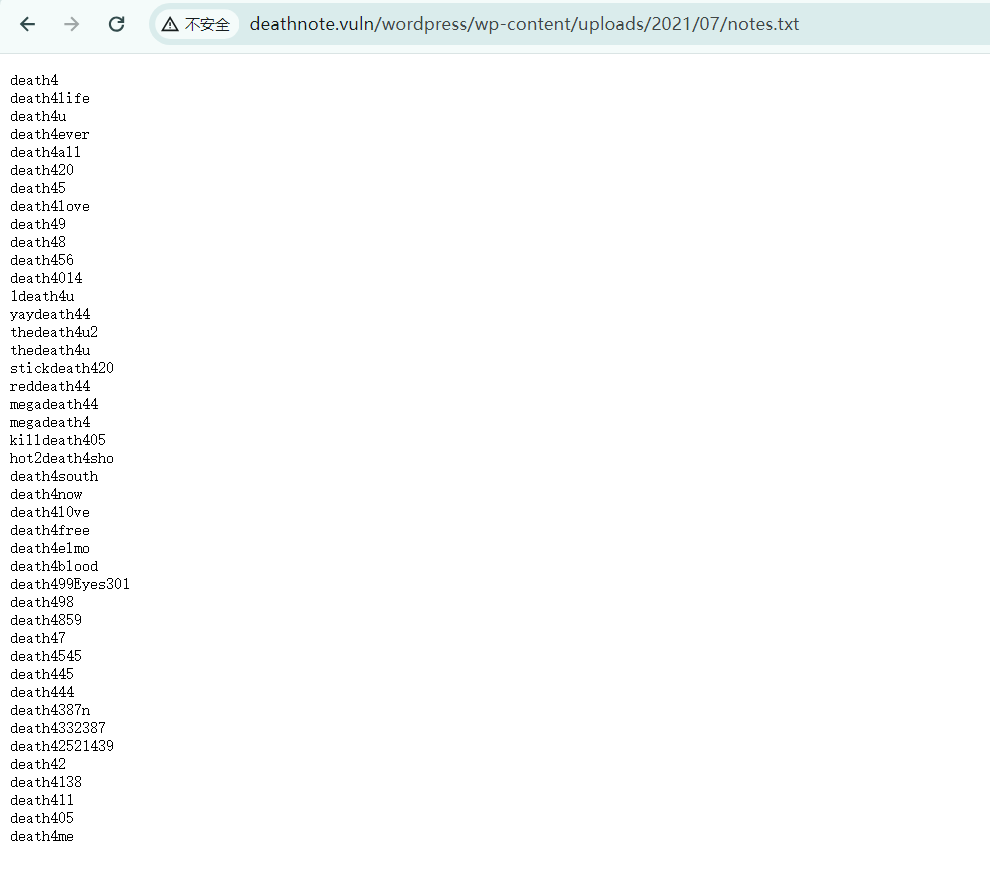 不安全 deathnote.vuln/wordpress/wp-content/uploads/2021/07/notes.txt
death4
death4life
death4u
death4ever
death4all
death420
death45
death4love
death49
death48
death456
death4014
1death4u
yaydeath44
thedeath4u2
thedeath4u
stickdeath420
reddeath44
megadeath44
megadeath4
killdeath405
hot2death4sho
death4south
death4now
death4l0ve
death4free
death4elmo
death4blood
death499Eyes301
death498
death4859
death47
death4545
death445
death444
death4387n
death4332387
death42521439
death42
death4138
death411
death405
death4me